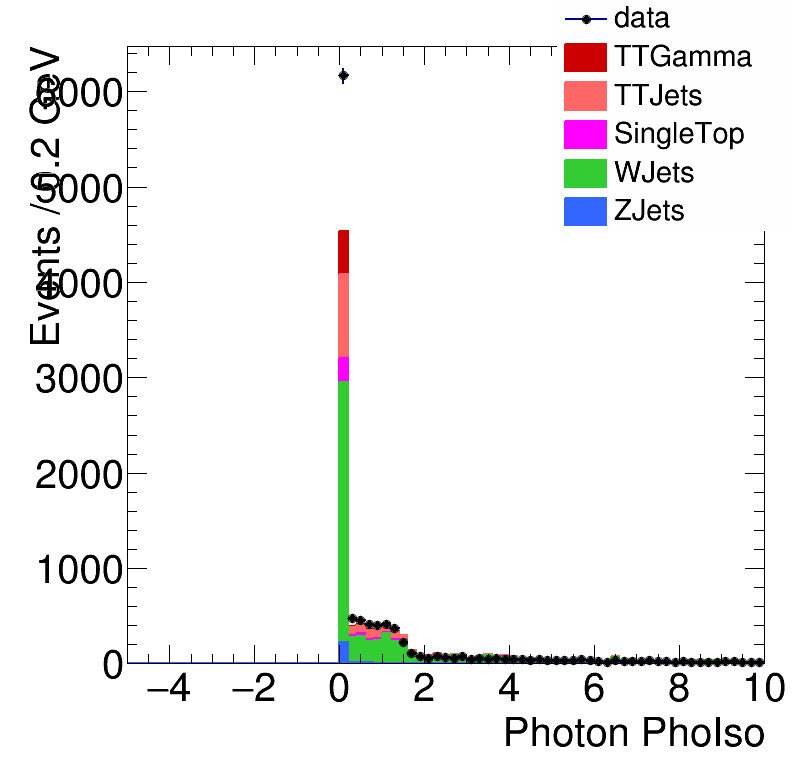 data
TTGamma
TTJets
SingleTop
WJets
ZJets
Events / 0.2 GeV
6000
5000
4000
3000
2000
1000
0
−4 −2 0 2 4 6 8 10
Photon PhoIso